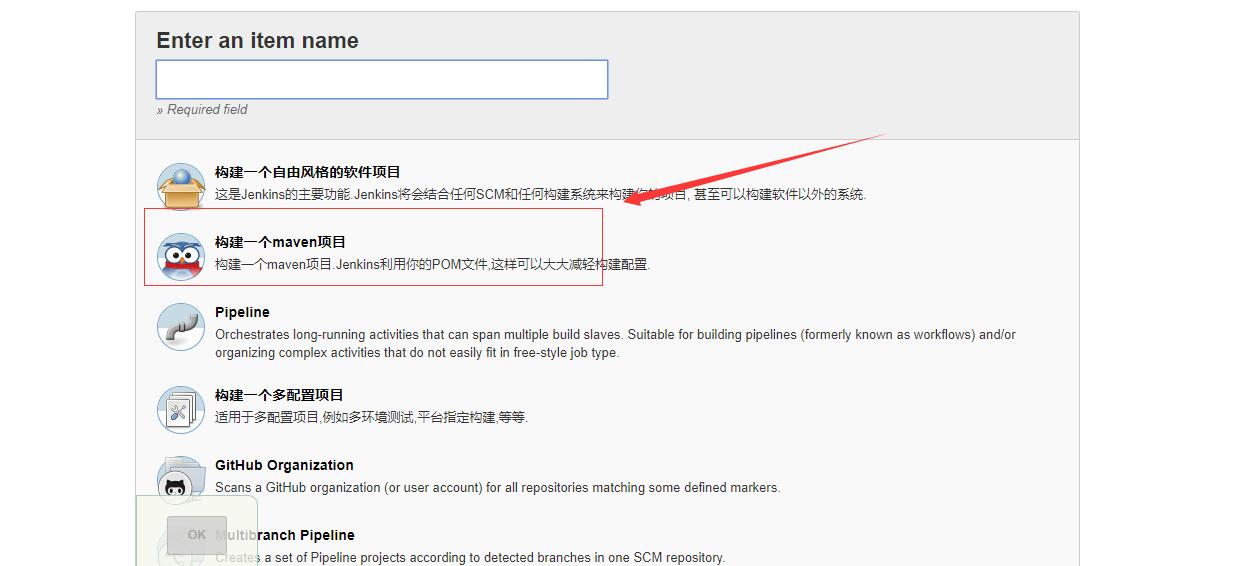 Enter an item name
» Required field
构建一个自由风格的软件项目
这是Jenkins的主要功能.Jenkins将会结合任何SCM和任何构建系统来构建你的项目, 甚至可以构建软件以外的系统.
构建一个maven项目
构建一个maven项目.Jenkins利用你的POM文件,这样可以大大减轻构建配置.
Pipeline
Orchestrates long-running activities that can span multiple build slaves. Suitable for building pipelines (formerly known as workflows) and/or
organizing complex activities that do not easily fit in free-style job type.
构建一个多配置项目
适用于多配置项目,例如多环境测试,平台指定构建,等等.
GitHub Organization
Scans a GitHub organization (or user account) for all repositories matching some defined markers.
OK
Multibranch Pipeline
Creates a set of Pipeline projects according to detected branches in one SCM repository.